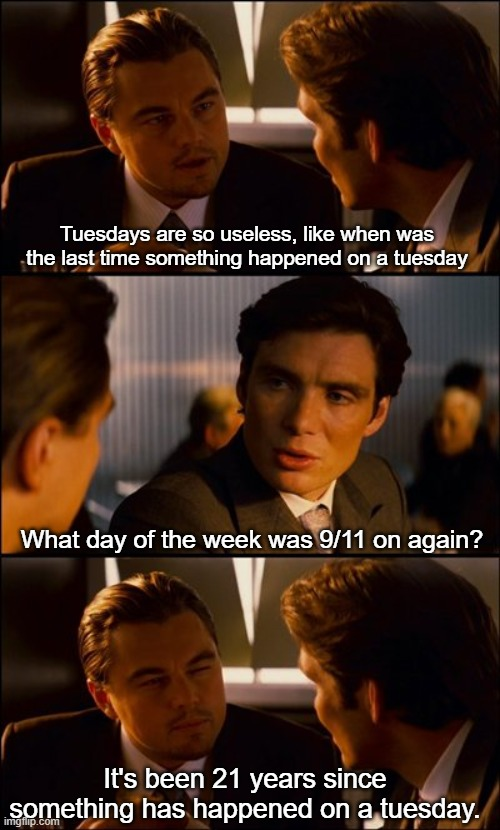 Tuesdays are so useless, like when was
the last time something happened on a tuesday
What day of the week was 9/11 on again?
It's been 21 years since
something has happened on a tuesday.
imgflip.com